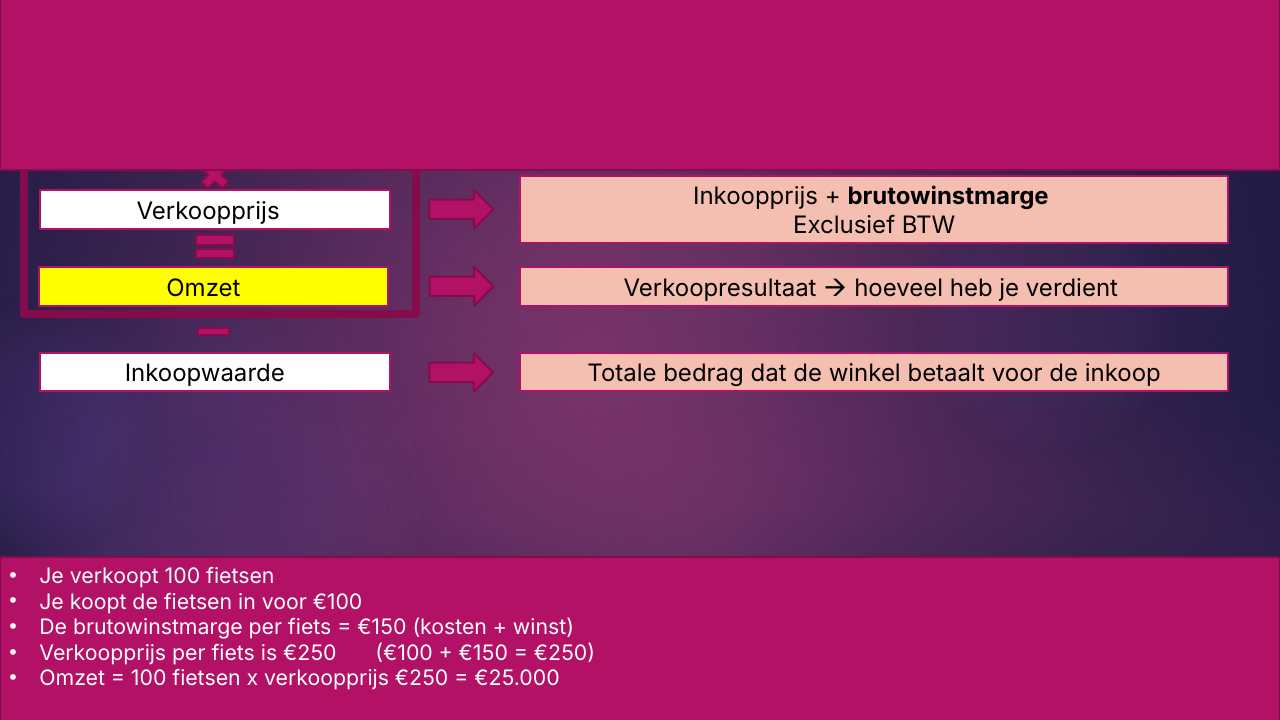 Verkoopprijs
Inkoopprijs + brutowinstmarge
Exclusief BTW
Omzet
Verkoopresultaat → hoeveel heb je verdient
Inkoopwaarde
Totale bedrag dat de winkel betaalt voor de inkoop
• Je verkoopt 100 fietsen
• Je koopt de fietsen in voor €100
• De brutowinstmarge per fiets = €150 (kosten + winst)
• Verkoopprijs per fiets is €250 (€100 + €150 = €250)
• Omzet = 100 fietsen x verkoopprijs €250 = €25.000